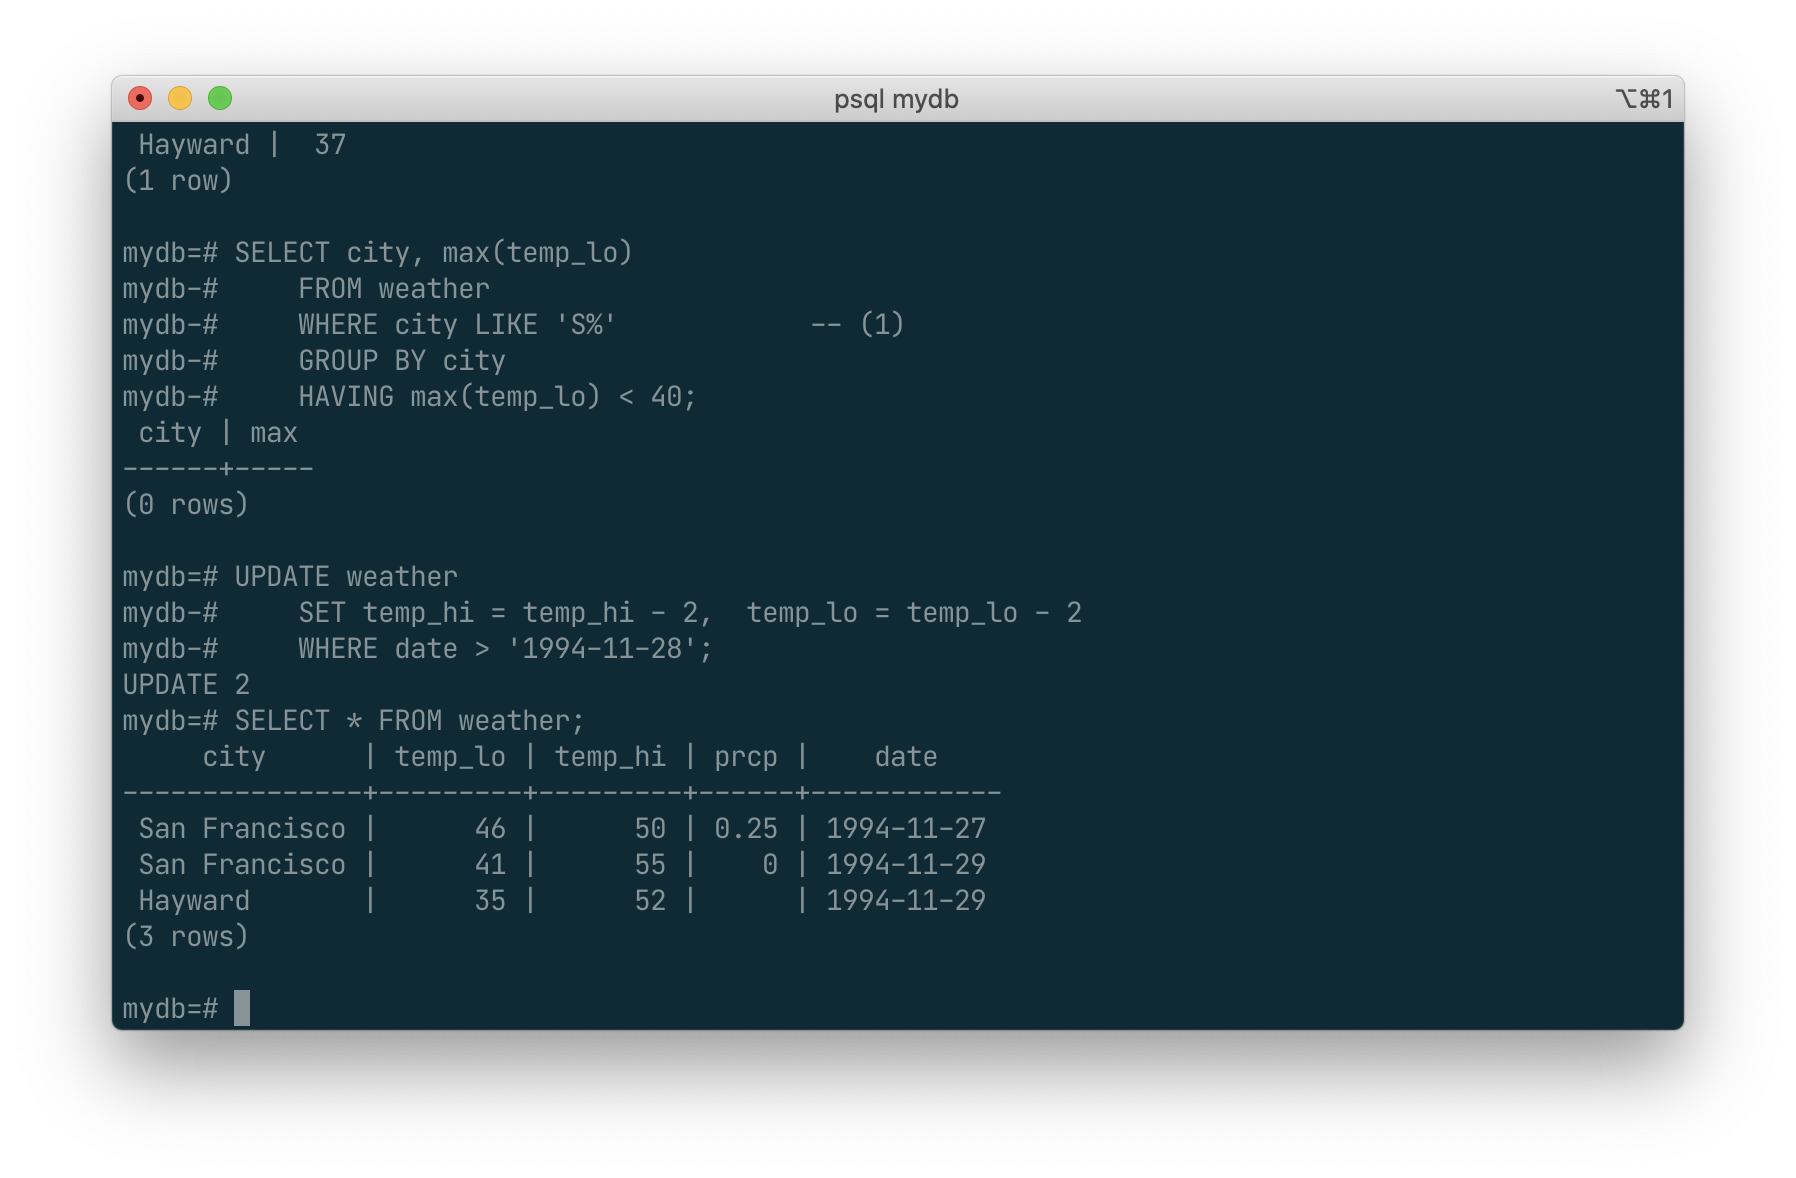 psql mydb
⌥⌘1
 Hayward |  37
(1 row)

mydb=# SELECT city, max(temp_lo)
mydb-#     FROM weather
mydb-#     WHERE city LIKE 'S%'            -- (1)
mydb-#     GROUP BY city
mydb-#     HAVING max(temp_lo) < 40;
 city | max
------+-----
(0 rows)

mydb=# UPDATE weather
mydb-#     SET temp_hi = temp_hi - 2,  temp_lo = temp_lo - 2
mydb-#     WHERE date > '1994-11-28';
UPDATE 2
mydb=# SELECT * FROM weather;
     city      | temp_lo | temp_hi | prcp |    date
---------------+---------+---------+------+------------
 San Francisco |      46 |      50 | 0.25 | 1994-11-27
 San Francisco |      41 |      55 |    0 | 1994-11-29
 Hayward       |      35 |      52 |      | 1994-11-29
(3 rows)

mydb=#